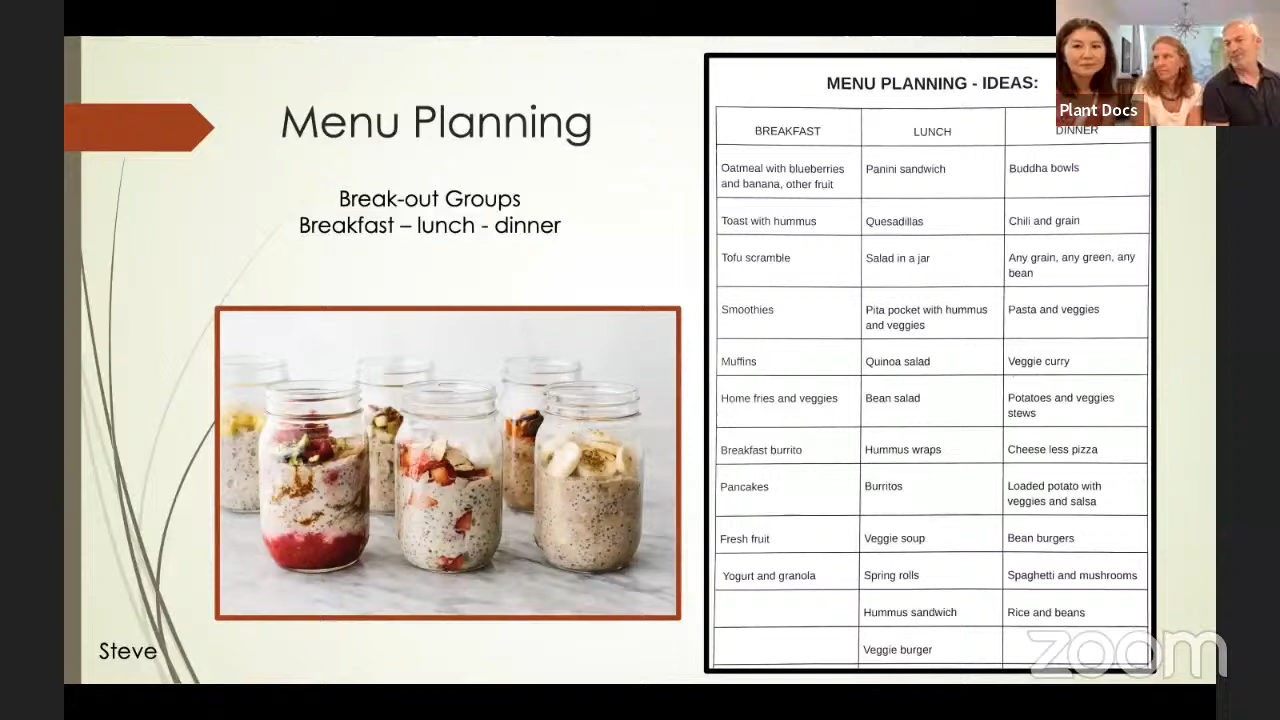 Menu Planning
Break-out Groups
Breakfast – lunch - dinner
Steve
MENU PLANNING - IDEAS:
BREAKFAST LUNCH DINNER
Oatmeal with blueberries
and banana, other fruit
Panini sandwich
Buddha bowls
Toast with hummus
Quesadillas
Chili and grain
Tofu scramble
Salad in a jar
Any grain, any green, any
bean
Smoothies
Pita pocket with hummus
and veggies
Pasta and veggies
Muffins
Quinoa salad
Veggie curry
Home fries and veggies
Bean salad
Potatoes and veggies
stews
Breakfast burrito
Hummus wraps
Cheese less pizza
Pancakes
Burritos
Loaded potato with
veggies and salsa
Fresh fruit
Veggie soup
Bean burgers
Yogurt and granola
Spring rolls
Spaghetti and mushrooms
Hummus sandwich
Rice and beans
Veggie burger
Plant Docs
zoom